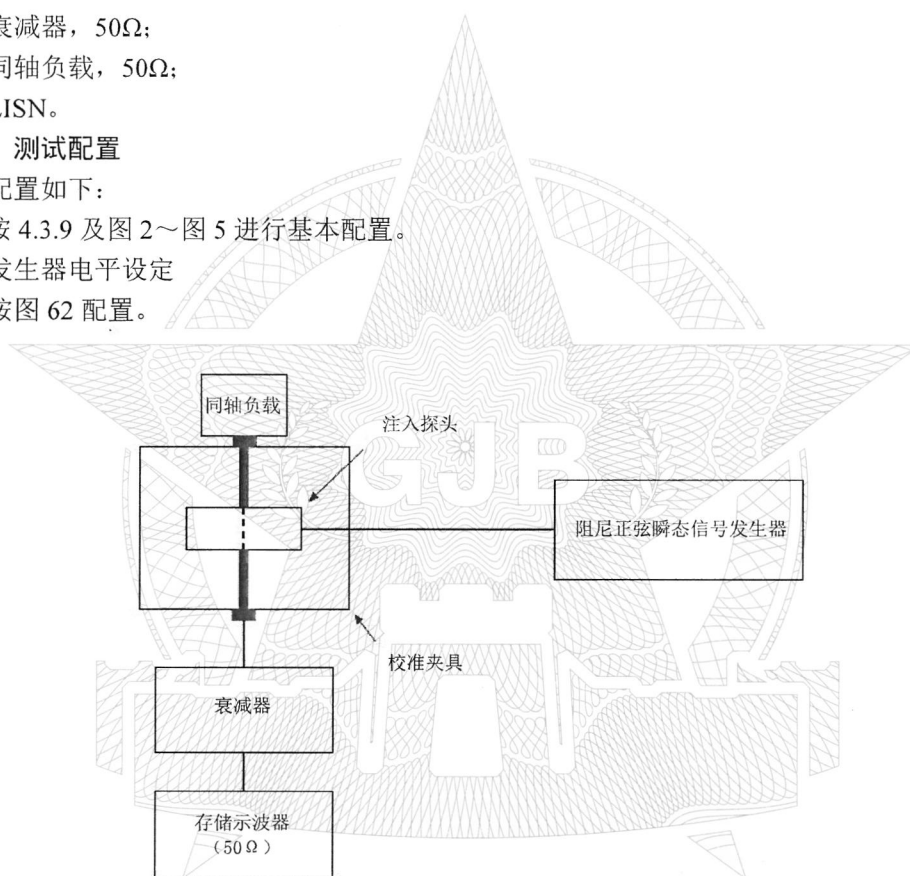 衰减器，50Ω；
同轴负载，50Ω；
LISN。
测试配置
配置如下：
按 4.3.9 及图 2～图 5 进行基本配置。
发生器电平设定
按图 62 配置。
同轴负载
注入探头
GJB
阻尼正弦瞬态信号发生器
校准夹具
衰减器
存储示波器
（50Ω）